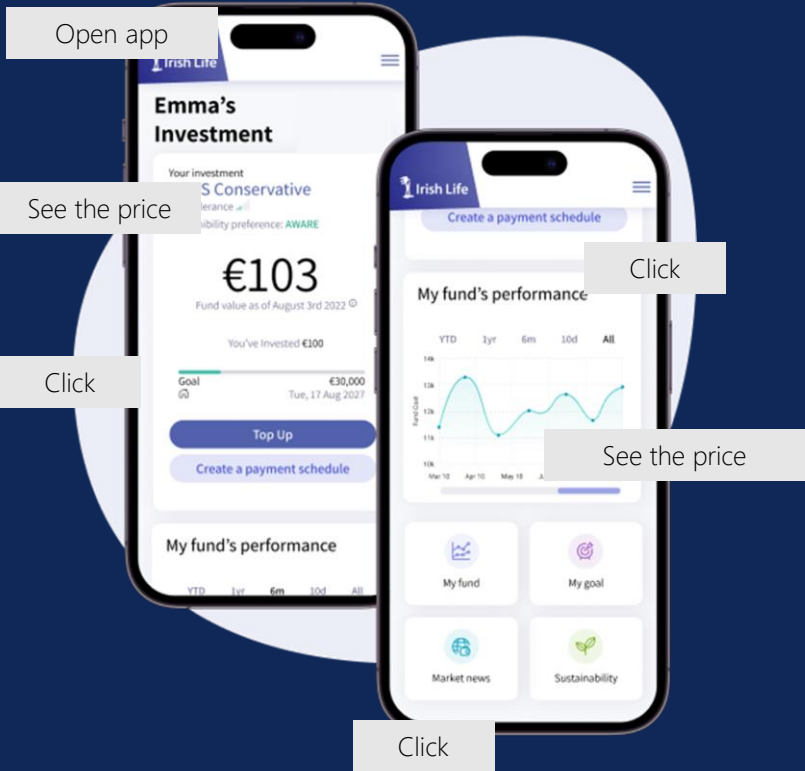 Open app
Irish Life
Emma's
Investment
Your investment
S Conservative
See the price
AWARE
€103
Fund value as of August 3rd 2022
You've Invested €100
Click
Goal €30,000
Tue, 17 Aug 2027
Top Up
Create a payment schedule
My fund's performance
YTD 1yr 6m 10d All
Irish Life
Create a payment schedule
Click
My fund's performance
YTD 1yr 6m 10d All
14k
13k
12k
11k
10k
Fund Cost
See the price
Mar 10 Apr 10 May 10
My fund
My goal
Market news
Sustainability
Click